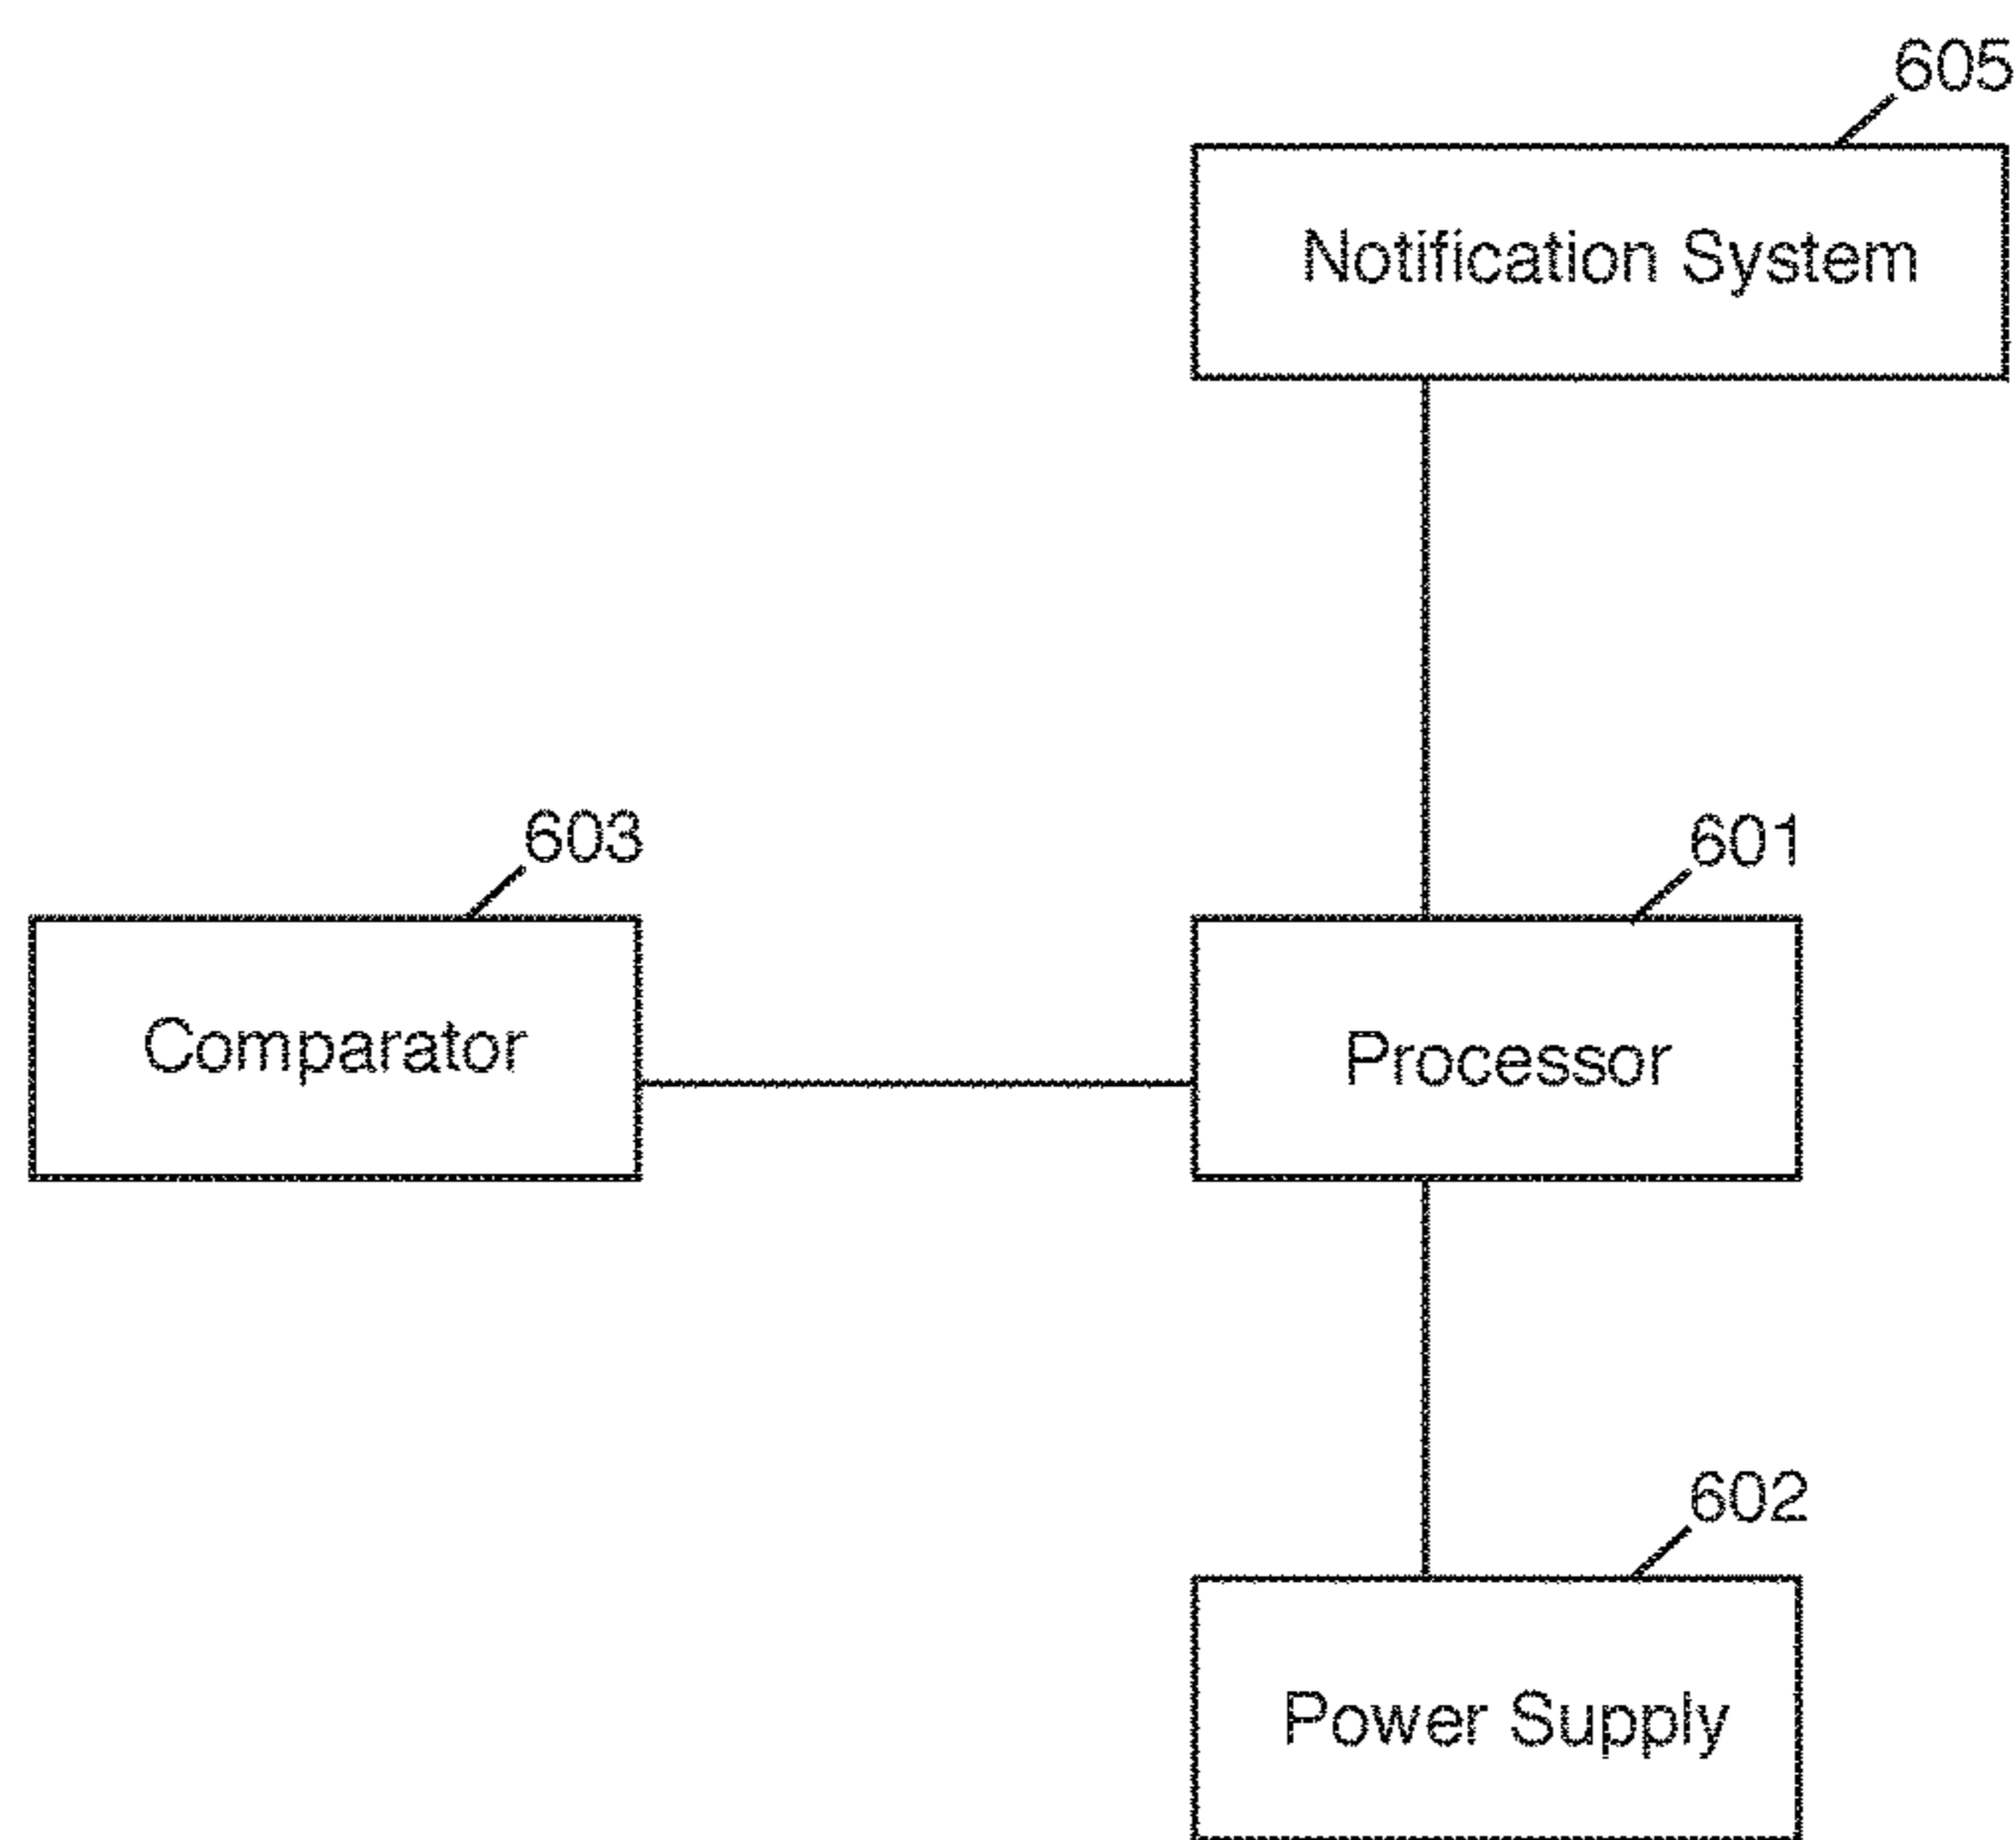 605
Notification System
603
601
Comparator
Processor
602
Power Supply